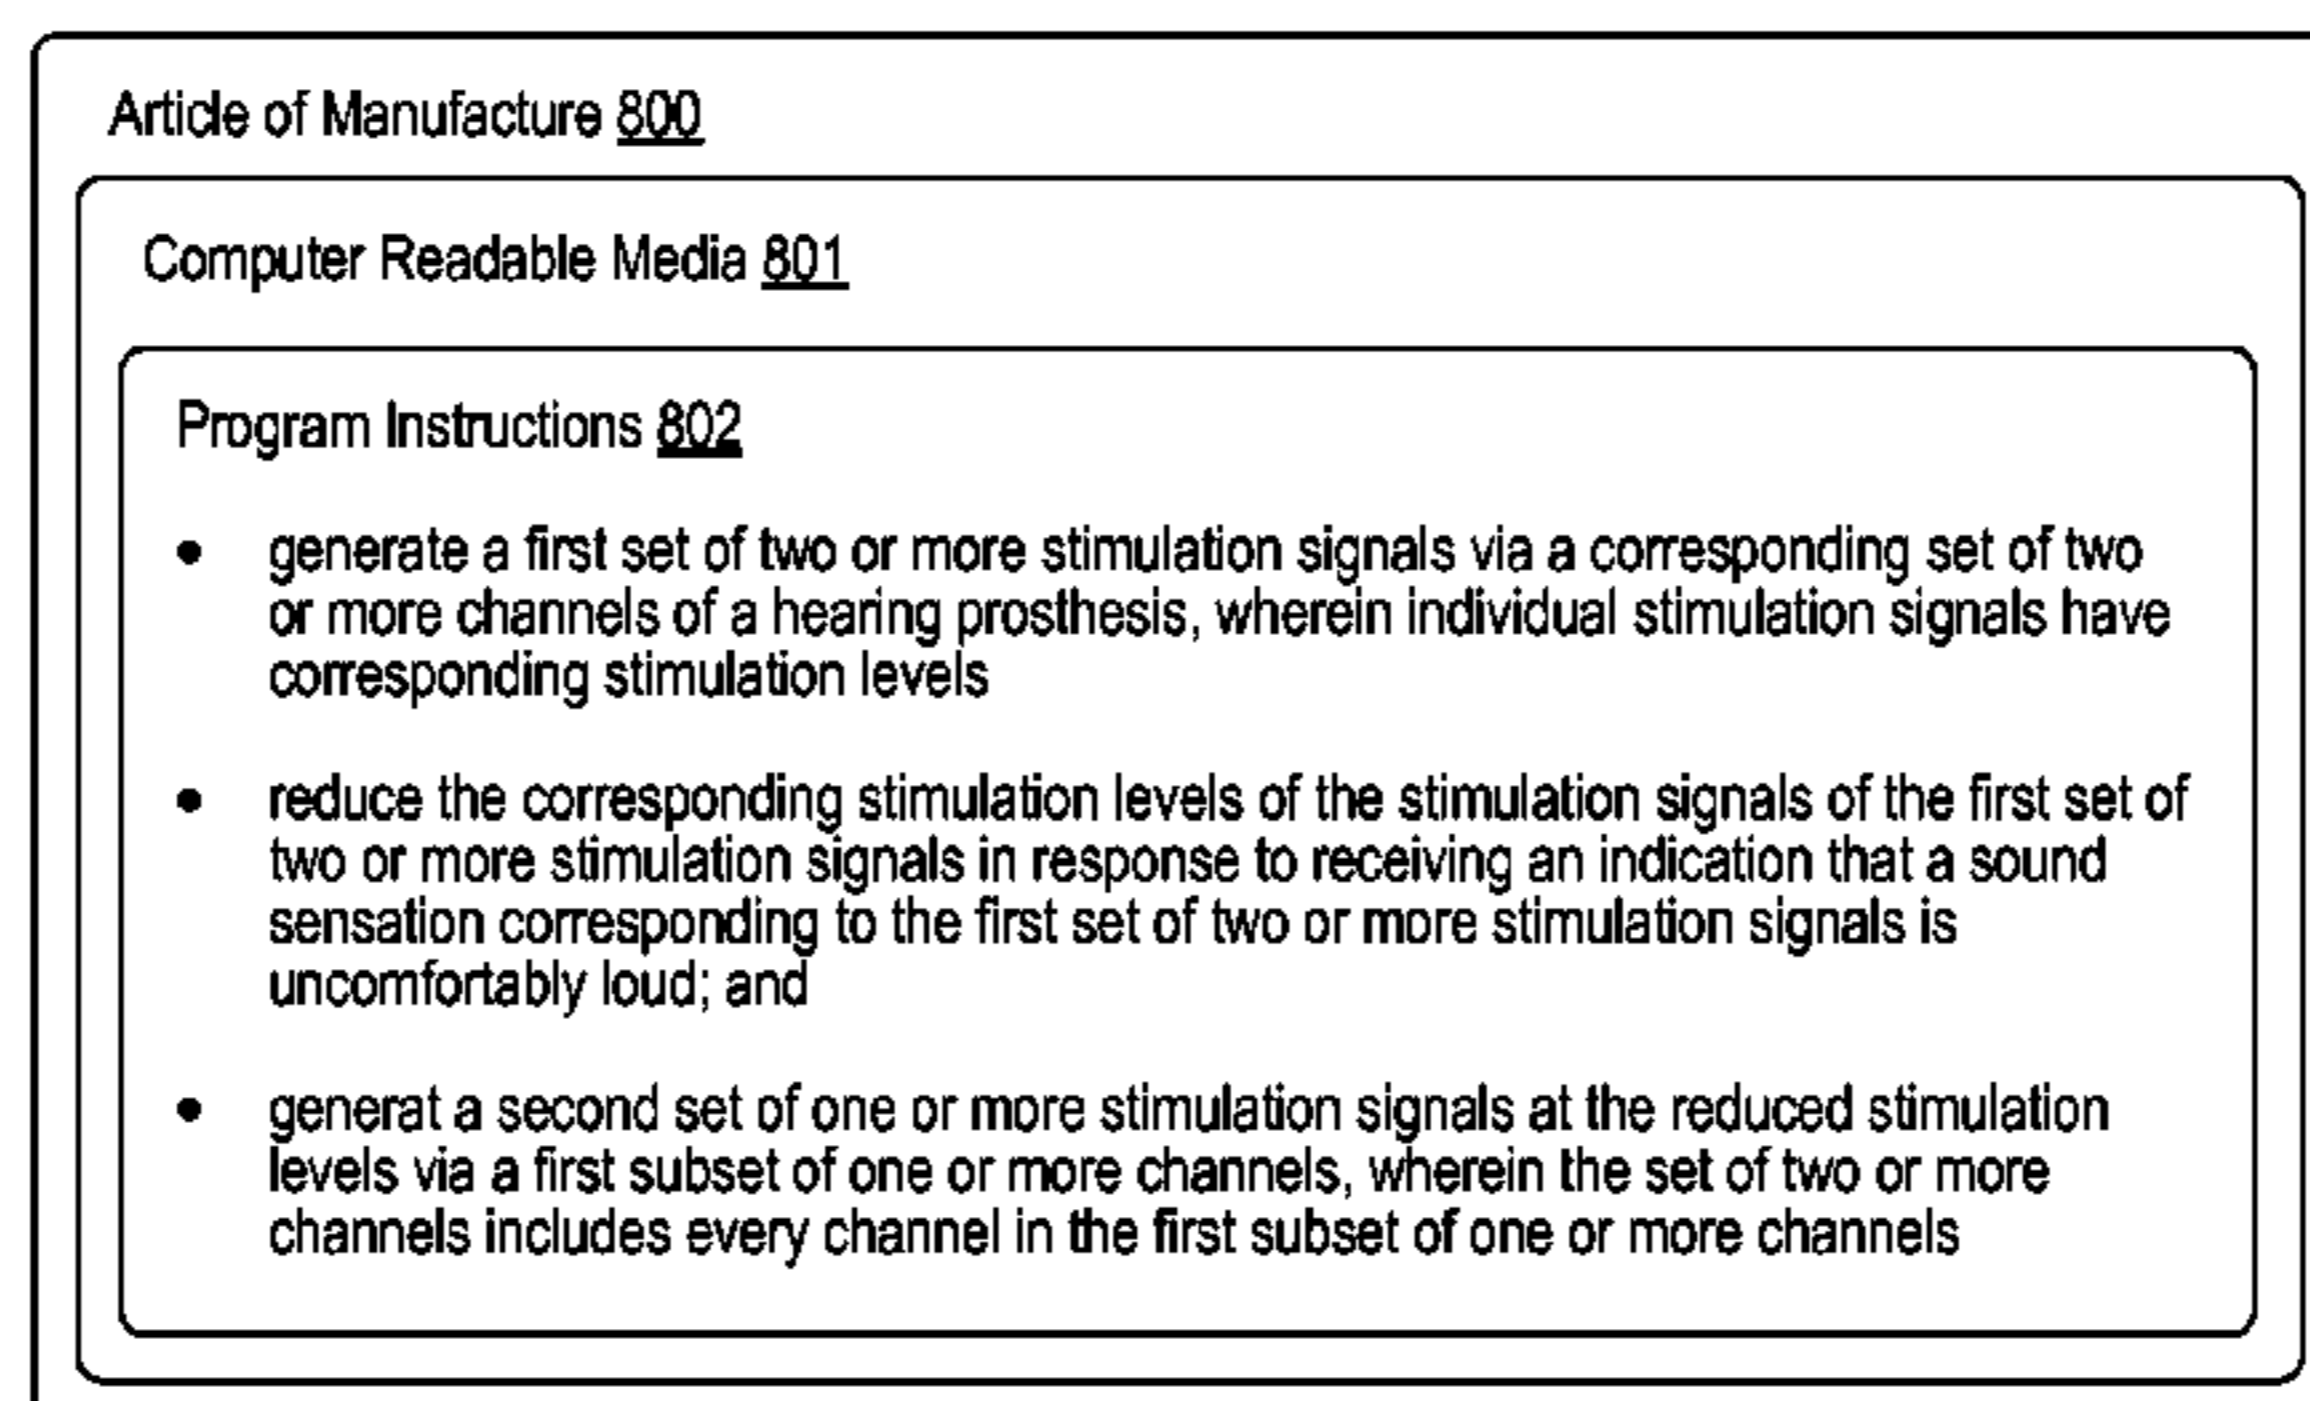 Article of Manufacture 800
Computer Readable Media 801
Program Instructions 802
• generate a first set of two or more stimulation signals via a corresponding set of two
or more channels of a hearing prosthesis, wherein individual stimulation signals have
corresponding stimulation levels
• reduce the corresponding stimulation levels of the stimulation signals of the first set of
two or more stimulation signals in response to receiving an indication that a sound
sensation corresponding to the first set of two or more stimulation signals is
uncomfortably loud; and
• generat a second set of one or more stimulation signals at the reduced stimulation
levels via a first subset of one or more channels, wherein the set of two or more
channels includes every channel in the first subset of one or more channels